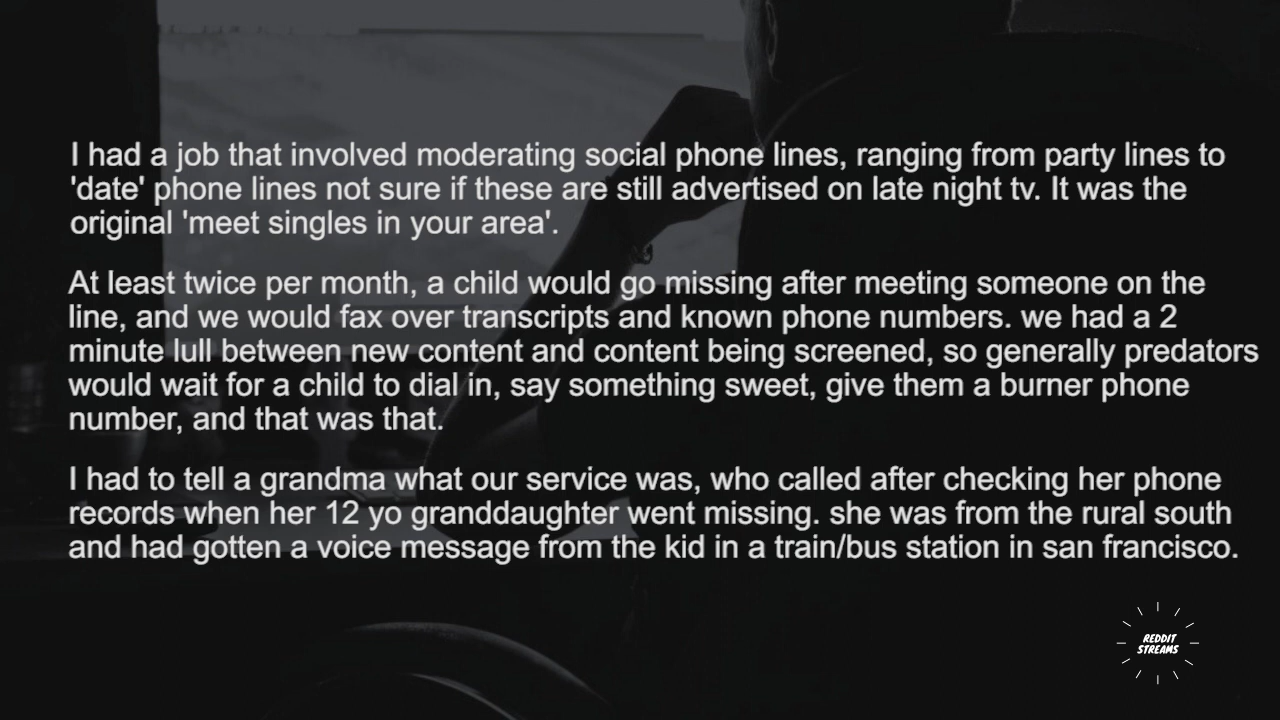 I had a job that involved moderating social phone lines, ranging from party lines to
'date' phone lines not sure if these are still advertised on late night tv. It was the
original 'meet singles in your area'.
At least twice per month, a child would go missing after meeting someone on the
line, and we would fax over transcripts and known phone numbers. we had a 2
minute lull between new content and content being screened, so generally predators
would wait for a child to dial in, say something sweet, give them a burner phone
number, and that was that.
I had to tell a grandma what our service was, who called after checking her phone
records when her 12 yo granddaughter went missing. she was from the rural south
and had gotten a voice message from the kid in a train/bus station in san francisco.
REDDIT
STREAMS